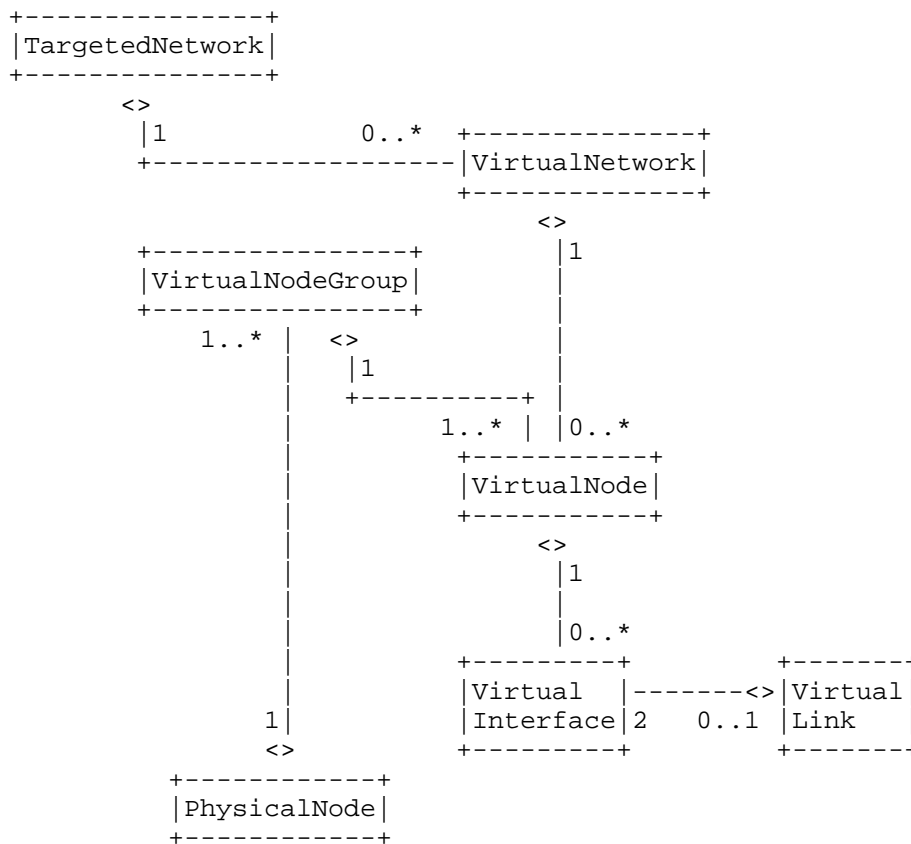 TargetedNetwork
<>
1 0..*
VirtualNetwork
<>
1
VirtualNodeGroup
1..* <>
1
1..* 0..*
VirtualNode
<>
1
0..*
Virtual <> Virtual
1 Interface 2 0..1 Link
<>
PhysicalNode